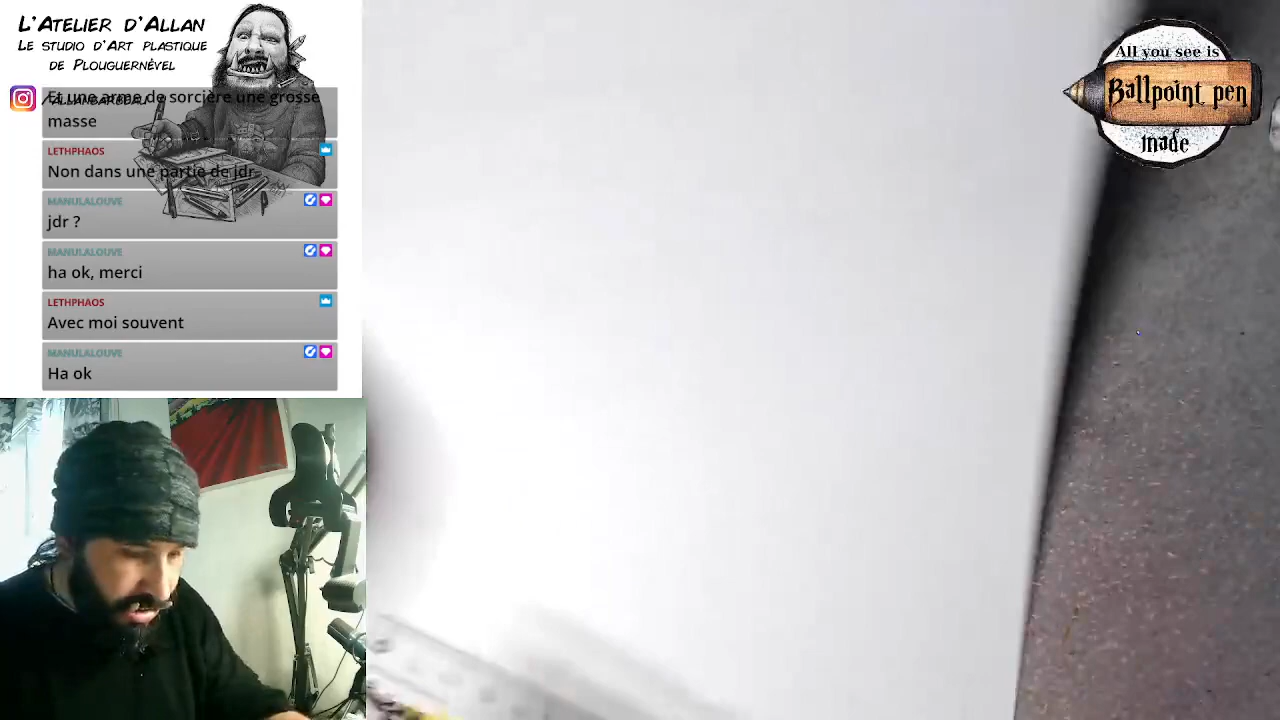 L'Atelier d'Allan
Le studio d'Art plastique
de Plouguernével
Et une arme de sorcière une grosse
masse
LETHPHAOS
Non dans une partie de jdr
MANULALOUVE
jdr ?
MANULALOUVE
ha ok, merci
LETHPHAOS
Avec moi souvent
MANULALOUVE
Ha ok
All you see is
Ballpoint pen
made